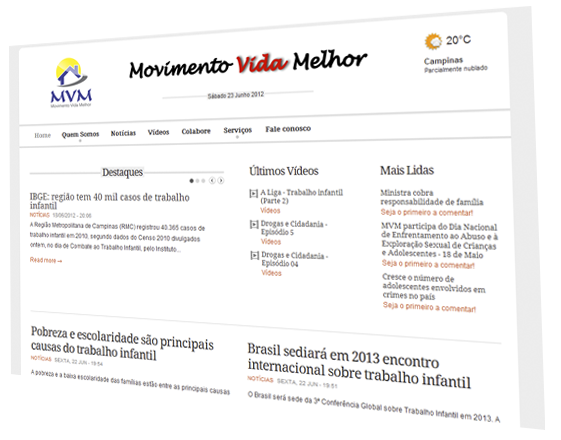 MVM
Movimento Vida Melhor
Movimento Vida Melhor
Sábado 23 Junho 2012
20°C
Campinas
Parcialmente nublado
Home Quem Somos Notícias Vídeos Colabore Serviços Fale conosco
Destaques
IBGE: região tem 40 mil casos de trabalho
infantil
NOTÍCIAS 10/06/2012 - 20:06
A Região Metropolitana de Campinas (RMC) registrou 40.365 casos de
trabalho infantil em 2010, segundo dados do Censo 2010 divulgados
ontem, no dia de Combate ao Trabalho Infantil, pelo Instituto...
Read more
Últimos Vídeos
A Liga - Trabalho infantil
(Parte 2)
Vídeos
Drogas e Cidadania -
Episódio 5
Vídeos
Drogas e Cidadania -
Episódio 04
Vídeos
Mais Lidas
Ministra cobra
responsabilidade de família
Seja o primeiro a comentar!
MVM participa do Dia Nacional
de Enfrentamento ao Abuso e à
Exploração Sexual de Crianças
e Adolescentes - 18 de Maio
Seja o primeiro a comentar!
Cresce o número de
adolescentes envolvidos em
crimes no país
Seja o primeiro a comentar!
Pobreza e escolaridade são principais
causas do trabalho infantil
NOTÍCIAS SEXTA, 22 JUN - 19:54
A pobreza e a baixa escolaridade das famílias estão entre as principais causas
Brasil sediará em 2013 encontro
internacional sobre trabalho infantil
NOTÍCIAS SEXTA, 22 JUN - 19:51
O Brasil será sede da 3ª Conferência Global sobre Trabalho Infantil em 2013. A